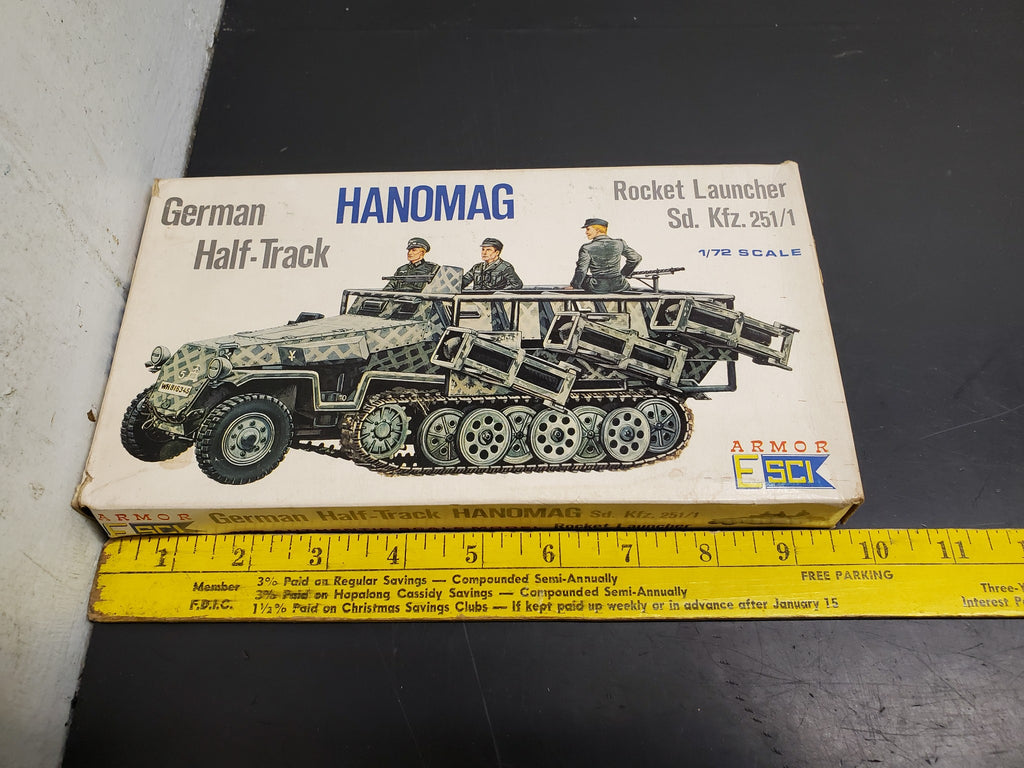 German
Half-Track
HANOMAG
Rocket Launcher
Sd. Kfz. 251/1
1/72 SCALE
WH 816345
ARMOR
ESCI
ARMOR
ESCI
German Half-Track HANOMAG Sd. Kfz. 251/1
Rocket Launcher
1 2 3 4 5 6 7 8 9 10 11
Member
F.D.I.C.
3% Paid on Regular Savings — Compounded Semi-Annually
3% Paid on Hopalong Cassidy Savings — Compounded Semi-Annually
1½% Paid on Christmas Savings Clubs — If kept paid up weekly or in advance after January 15
FREE PARKING
Three-
Interest